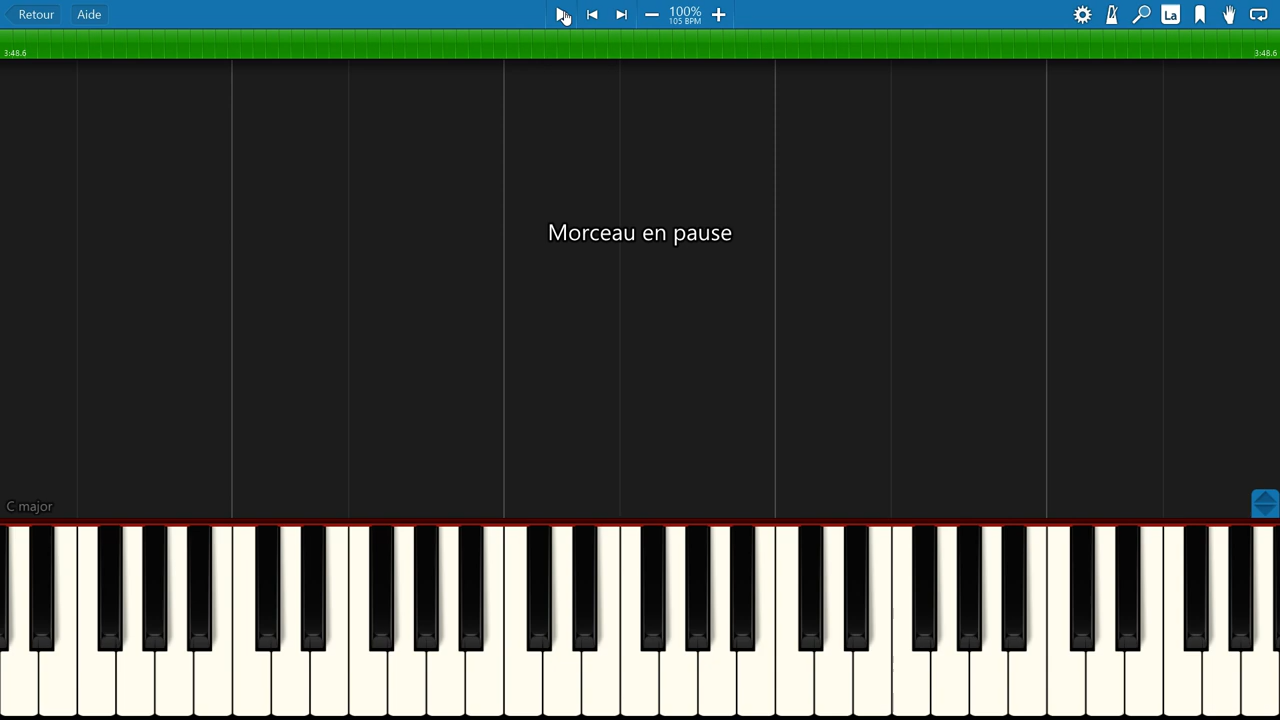 Retour Aide 100% La
105 BPM
3:48.6 3:48.6
Morceau en pause
C major